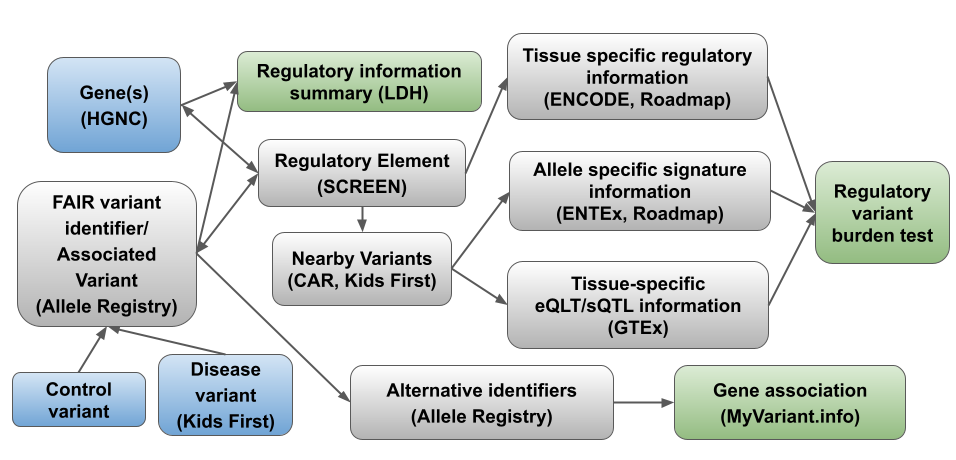 Gene(s)
(HGNC)
Regulatory information
summary (LDH)
Tissue specific regulatory
information
(ENCODE, Roadmap)
Regulatory Element
(SCREEN)
Allele specific signature
information
(ENTEx, Roadmap)
Regulatory
variant
burden test
FAIR variant
identifier/
Associated
Variant
(Allele Registry)
Nearby Variants
(CAR, Kids First)
Tissue-specific
eQLT/sQTL information
(GTEx)
Control
variant
Disease
variant
(Kids First)
Alternative identifiers
(Allele Registry)
Gene association
(MyVariant.info)